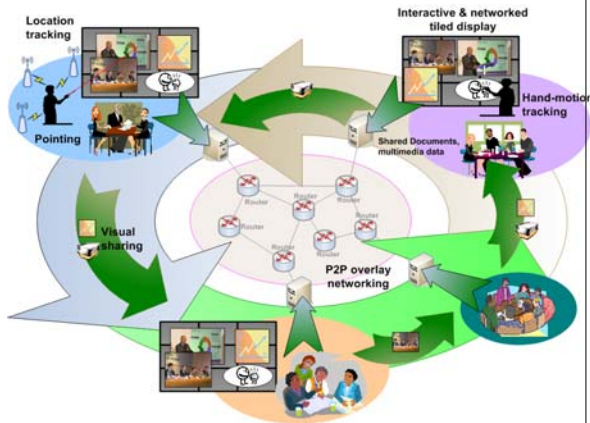 Location
tracking
Interactive & networked
tiled display
Pointing
Hand-motion
tracking
Shared Documents,
multimedia data
Router
Router
Router
Router
Router
Router
Router
Visual
sharing
P2P overlay
networking